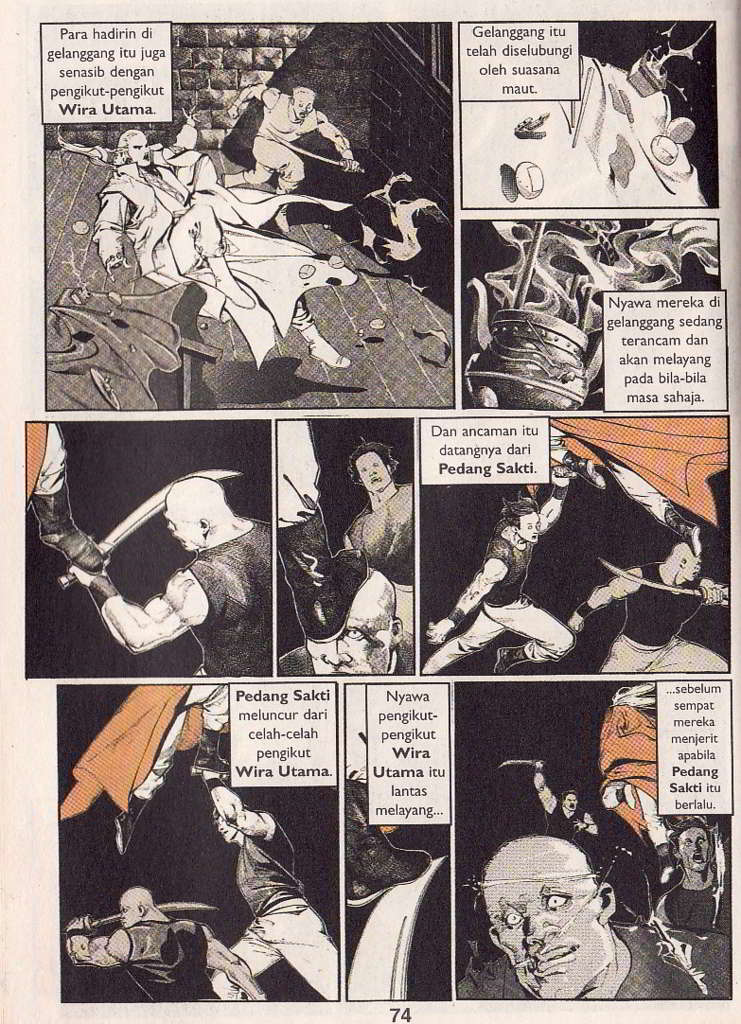 Para hadirin di
gelanggang itu juga
senasib dengan
pengikut-pengikut
Wira Utama.
Gelanggang itu
telah diselubungi
oleh suasana
maut.
Nyawa mereka di
gelanggang sedang
terancam dan
akan melayang
pada bila-bila
masa sahaja.
Dan ancaman itu
datangnya dari
Pedang Sakti.
Pedang Sakti
meluncur dari
celah-celah
pengikut
Wira Utama.
Nyawa
pengikut-
pengikut
Wira
Utama itu
lantas
melayang...
...sebelum
sempat
mereka
menjerit
apabila
Pedang
Sakti itu
berlalu.
74